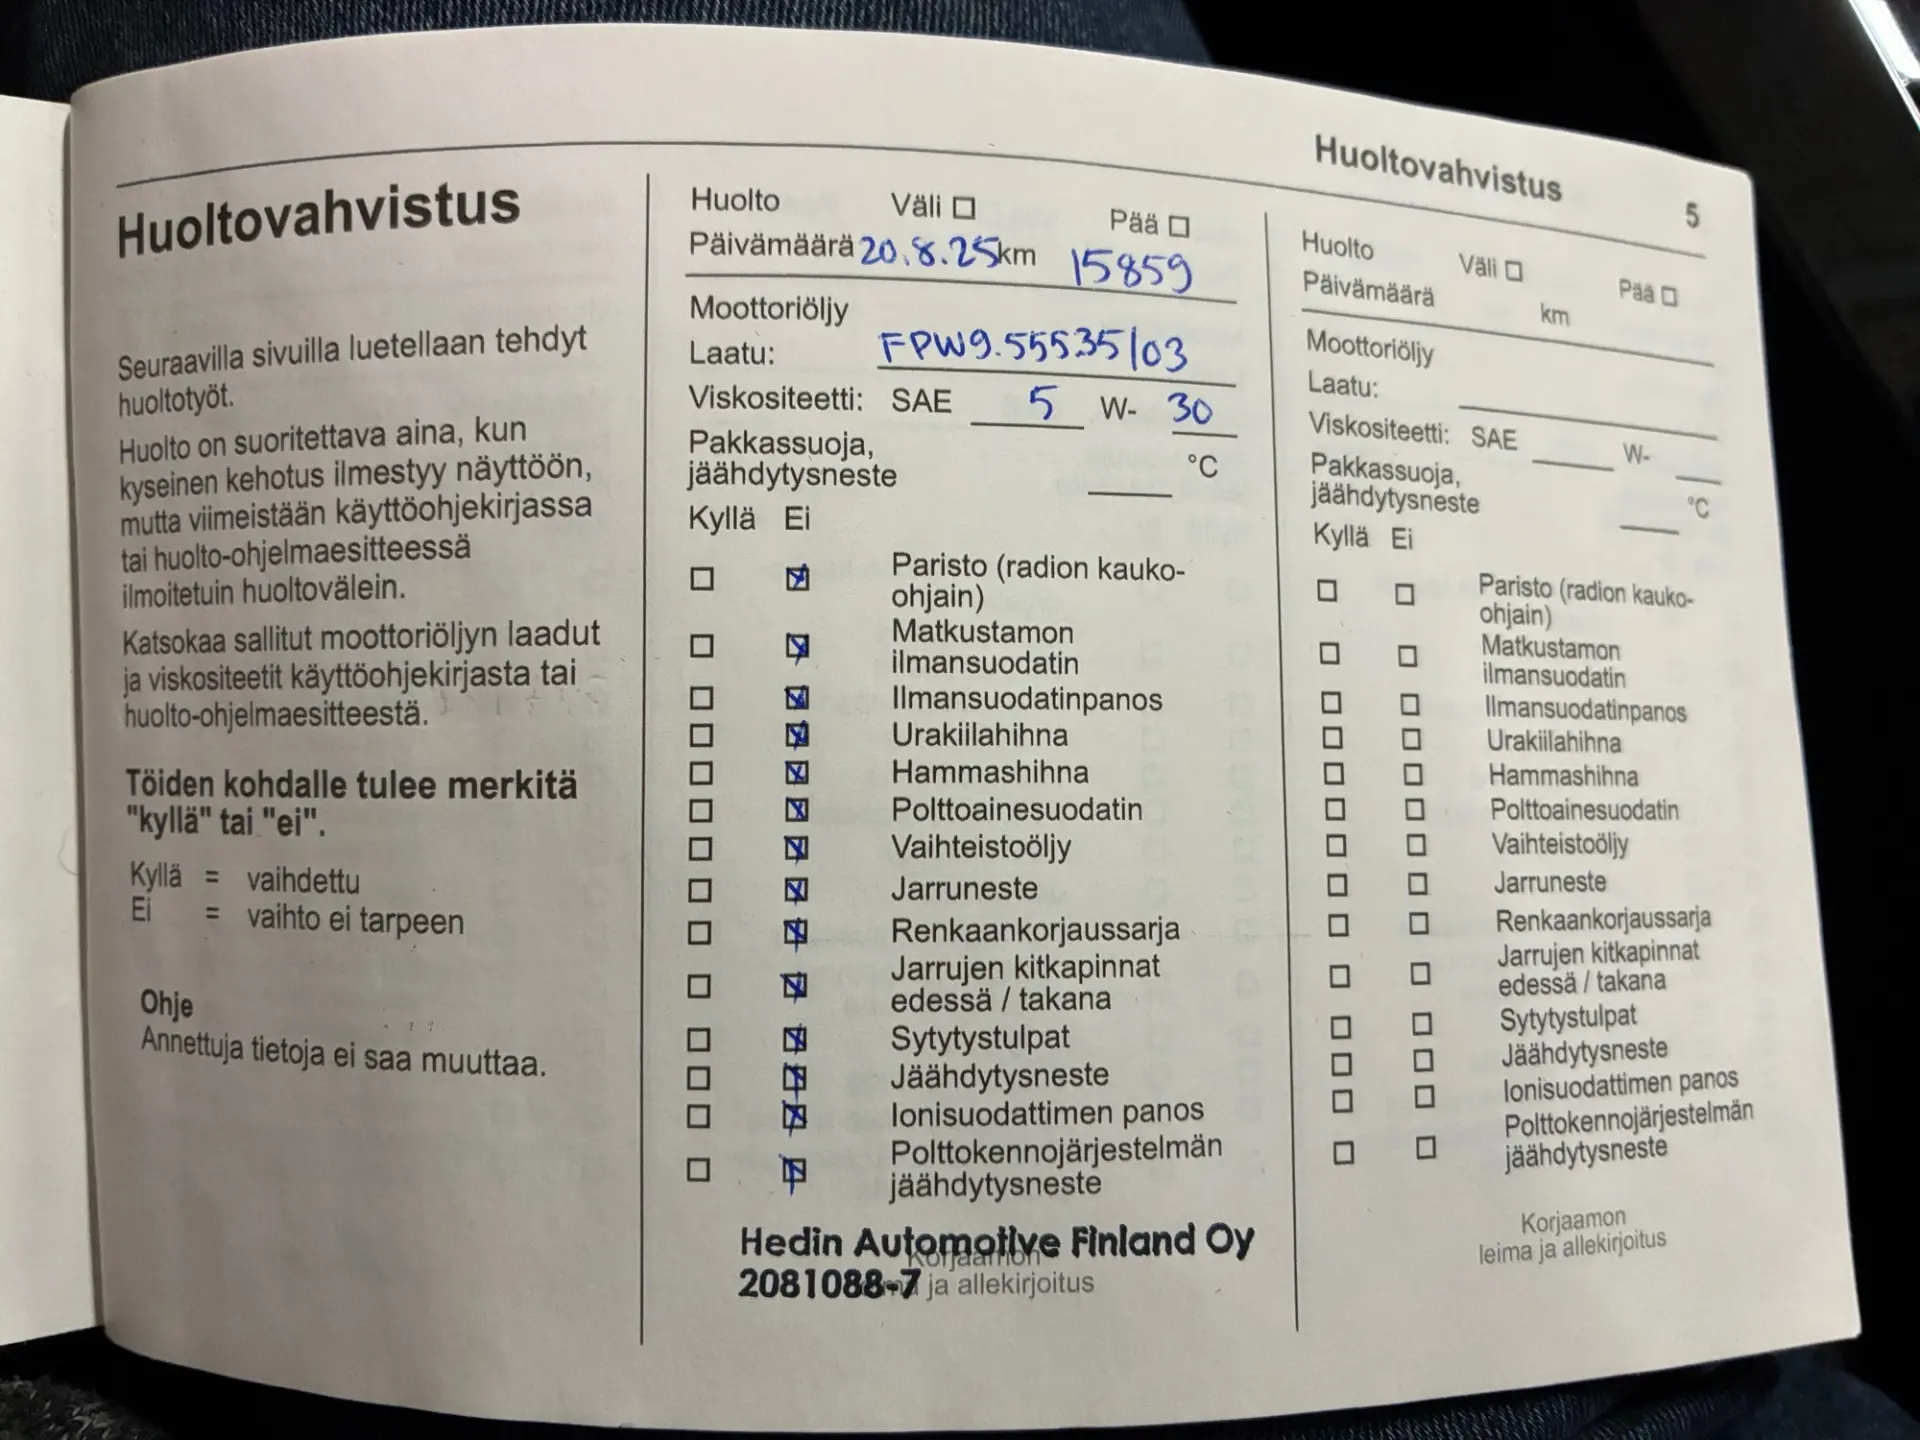 Huoltovahvistus
5
Huoltovahvistus
Seuraavilla sivuilla luetellaan tehdyt
huoltotyöt.
Huolto on suoritettava aina, kun
kyseinen kehotus ilmestyy näyttöön,
mutta viimeistään käyttöohjekirjassa
tai huolto-ohjelmaesitteessä
ilmoitetuin huoltovälein.
Katsokaa sallitut moottoriöljyn laadut
ja viskositeetit käyttöohjekirjasta tai
huolto-ohjelmaesitteestä.
Töiden kohdalle tulee merkitä
"kyllä" tai "ei".
Kyllä = vaihdettu
Ei = vaihto ei tarpeen
Ohje
Annettuja tietoja ei saa muuttaa.
Huolto Väli Pää
Päivämäärä 20.8.25 km 15859
Moottoriöljy
Laatu: FPW9.55535/03
Viskositeetti: SAE 5 W- 30
Pakkassuoja,
jäähdytysneste °C
Kyllä Ei
Paristo (radion kauko-
ohjain)
Matkustamon
ilmansuodatin
Ilmansuodatinpanos
Urakiilahihna
Hammashihna
Polttoainesuodatin
Vaihteistoöljy
Jarruneste
Renkaankorjaussarja
Jarrujen kitkapinnat
edessä / takana
Sytytystulpat
Jäähdytysneste
Ionisuodattimen panos
Polttokennojärjestelmän
jäähdytysneste
Hedin Automotive Finland Oy
Korjaamon
2081088-7 ja allekirjoitus
Huolto Väli Pää
Päivämäärä km
Moottoriöljy
Laatu:
Viskositeetti: SAE W-
Pakkassuoja,
jäähdytysneste °C
Kyllä Ei
Paristo (radion kauko-
ohjain)
Matkustamon
ilmansuodatin
Ilmansuodatinpanos
Urakiilahihna
Hammashihna
Polttoainesuodatin
Vaihteistoöljy
Jarruneste
Renkaankorjaussarja
Jarrujen kitkapinnat
edessä / takana
Sytytystulpat
Jäähdytysneste
Ionisuodattimen panos
Polttokennojärjestelmän
jäähdytysneste
Korjaamon
leima ja allekirjoitus